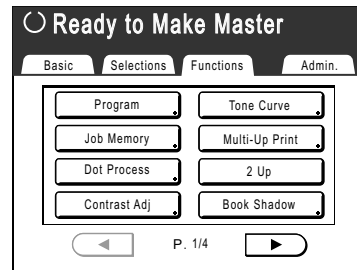 Ready to Make Master
Basic Selections Functions Admin.
Program Tone Curve
Job Memory Multi-Up Print
Dot Process 2 Up
Contrast Adj Book Shadow
P. 1/4